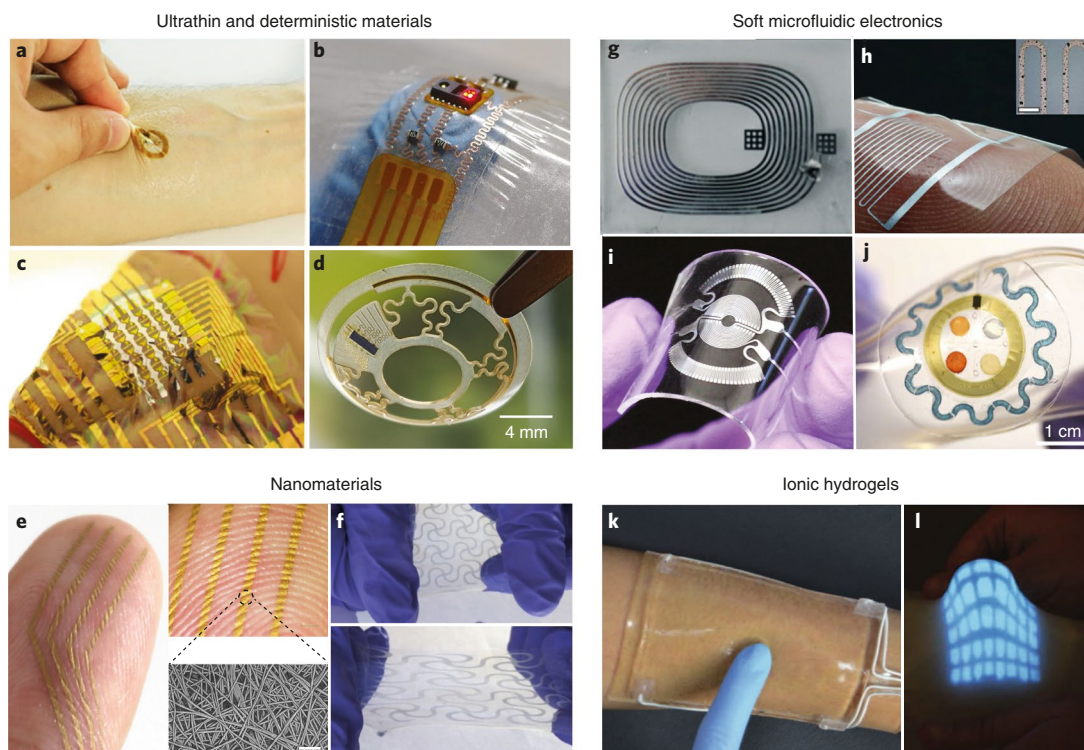 Ultrathin and deterministic materials
Soft microfluidic electronics
a
b
g
h
c
d
4 mm
i
j
1 cm
Nanomaterials
Ionic hydrogels
e
f
k
l